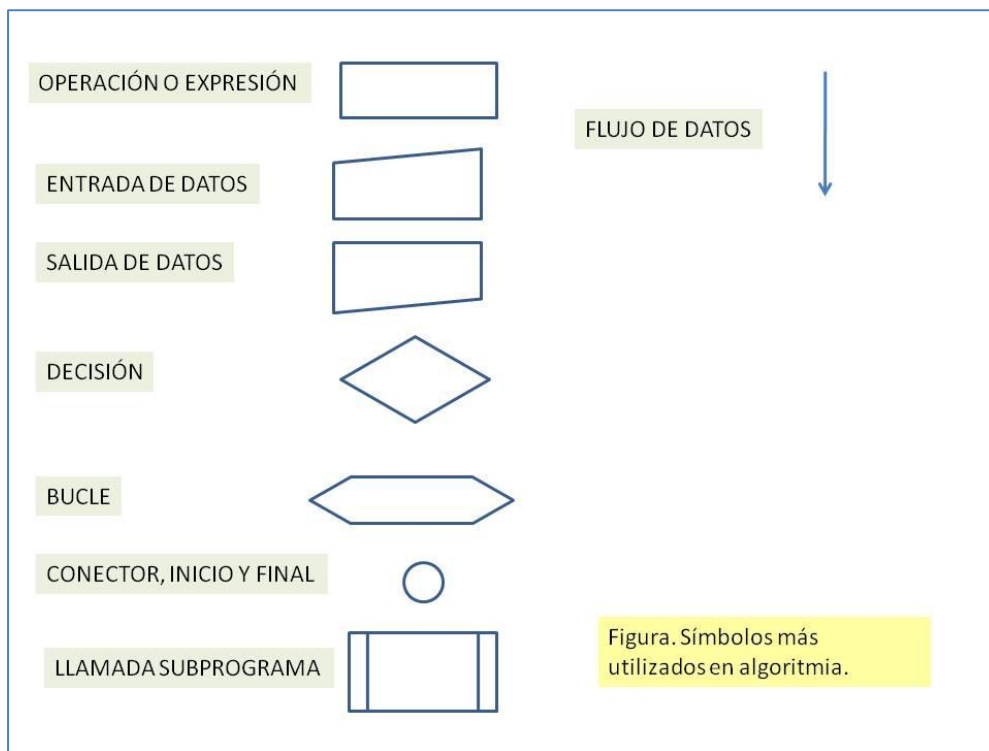 OPERACIÓN O EXPRESIÓN
FLUJO DE DATOS
ENTRADA DE DATOS
SALIDA DE DATOS
DECISIÓN
BUCLE
CONECTOR, INICIO Y FINAL
LLAMADA SUBPROGRAMA
Figura. Símbolos más
utilizados en algoritmia.